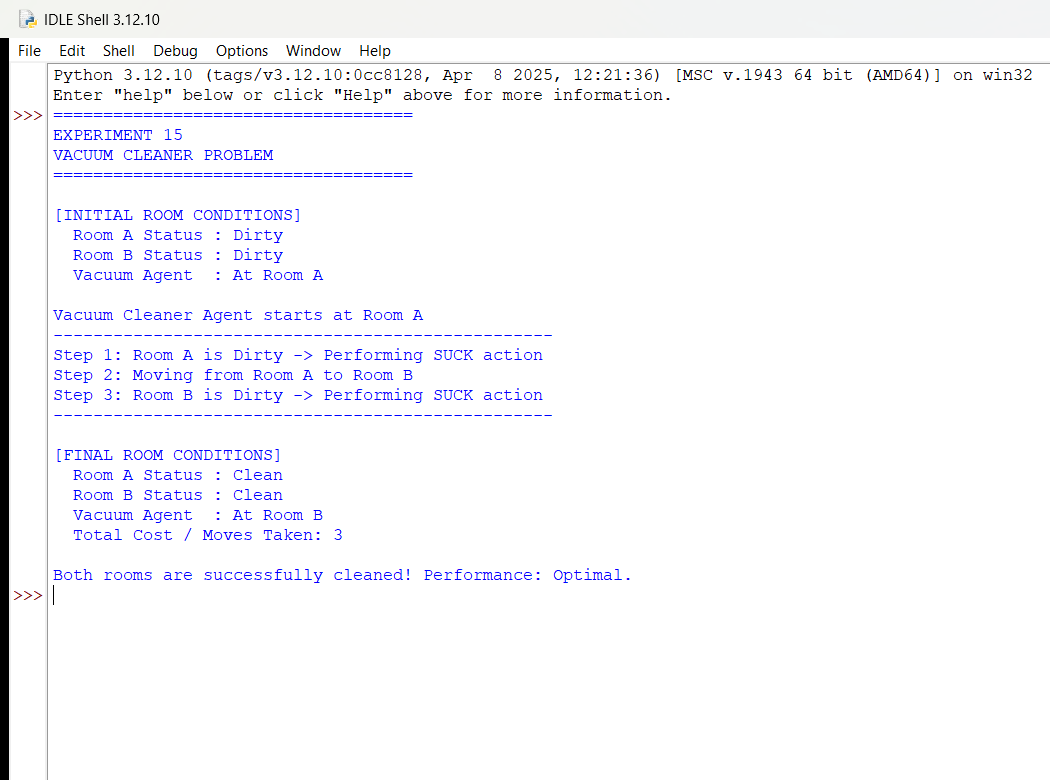 IDLE Shell 3.12.10
File Edit Shell Debug Options Window Help
Python 3.12.10 (tags/v3.12.10:0cc8128, Apr  8 2025, 12:21:36) [MSC v.1943 64 bit (AMD64)] on win32
Enter "help" below or click "Help" above for more information.
>>> ====================================
EXPERIMENT 15
VACUUM CLEANER PROBLEM
====================================
[INITIAL ROOM CONDITIONS]
  Room A Status : Dirty
  Room B Status : Dirty
  Vacuum Agent  : At Room A
Vacuum Cleaner Agent starts at Room A
--------------------------------------------------
Step 1: Room A is Dirty -> Performing SUCK action
Step 2: Moving from Room A to Room B
Step 3: Room B is Dirty -> Performing SUCK action
--------------------------------------------------
[FINAL ROOM CONDITIONS]
  Room A Status : Clean
  Room B Status : Clean
  Vacuum Agent  : At Room B
  Total Cost / Moves Taken: 3
Both rooms are successfully cleaned! Performance: Optimal.
>>>